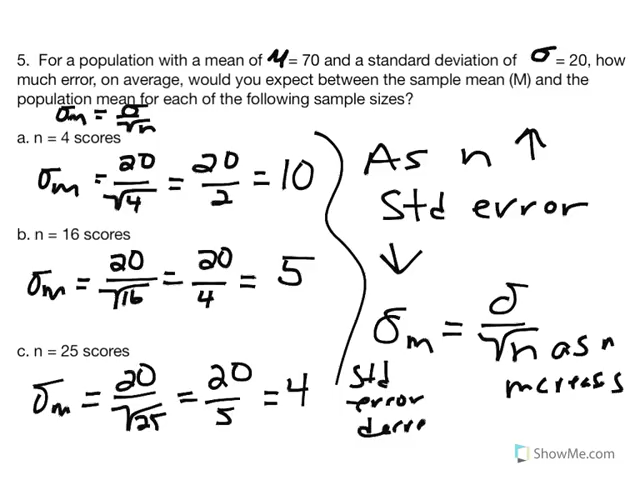 5. For a population with a mean of μ = 70 and a standard deviation of σ = 20, how
much error, on average, would you expect between the sample mean (M) and the
population mean for each of the following sample sizes?
σm = σ/√n
a. n = 4 scores
σm = 20/√4 = 20/2 = 10
b. n = 16 scores
σm = 20/√16 = 20/4 = 5
c. n = 25 scores
σm = 20/√25 = 20/5 = 4
As n ↑
Std error
↓
σm = σ/√n as n
increases
Std
error
ShowMe.com